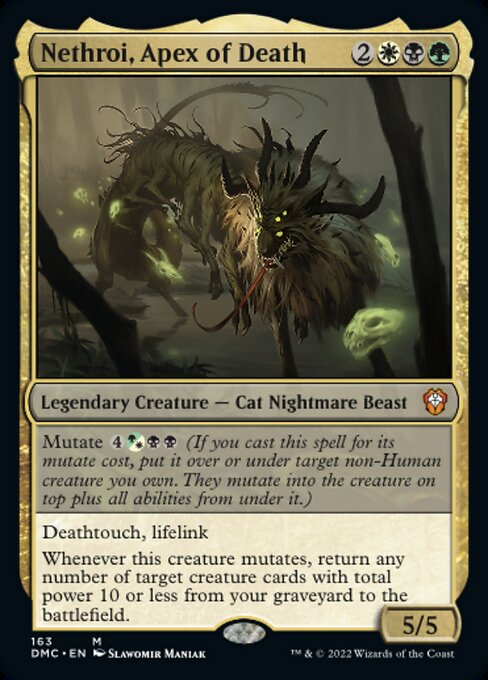 Nethroi, Apex of Death 2
Legendary Creature — Cat Nightmare Beast
Mutate 4 (If you cast this spell for its
mutate cost, put it over or under target non-Human
creature you own. They mutate into the creature on
top plus all abilities from under it.)
Deathtouch, lifelink
Whenever this creature mutates, return any
number of target creature cards with total
power 10 or less from your graveyard to the
battlefield.
5/5
163 M
DMC • EN SLAWOMIR MANIAK
™ & © 2022 Wizards of the Coast